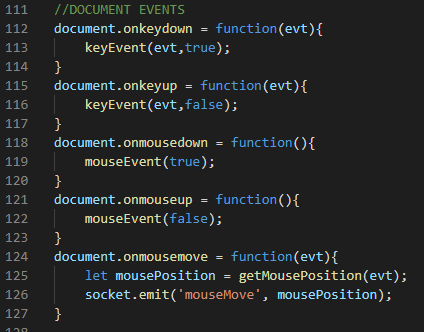 111 //DOCUMENT EVENTS
112 document.onkeydown = function(evt){
113     keyEvent(evt,true);
114 }
115 document.onkeyup = function(evt){
116     keyEvent(evt,false);
117 }
118 document.onmousedown = function(){
119     mouseEvent(true);
120 }
121 document.onmouseup = function(){
122     mouseEvent(false);
123 }
124 document.onmousemove = function(evt){
125     let mousePosition = getMousePosition(evt);
126     socket.emit('mouseMove', mousePosition);
127 }